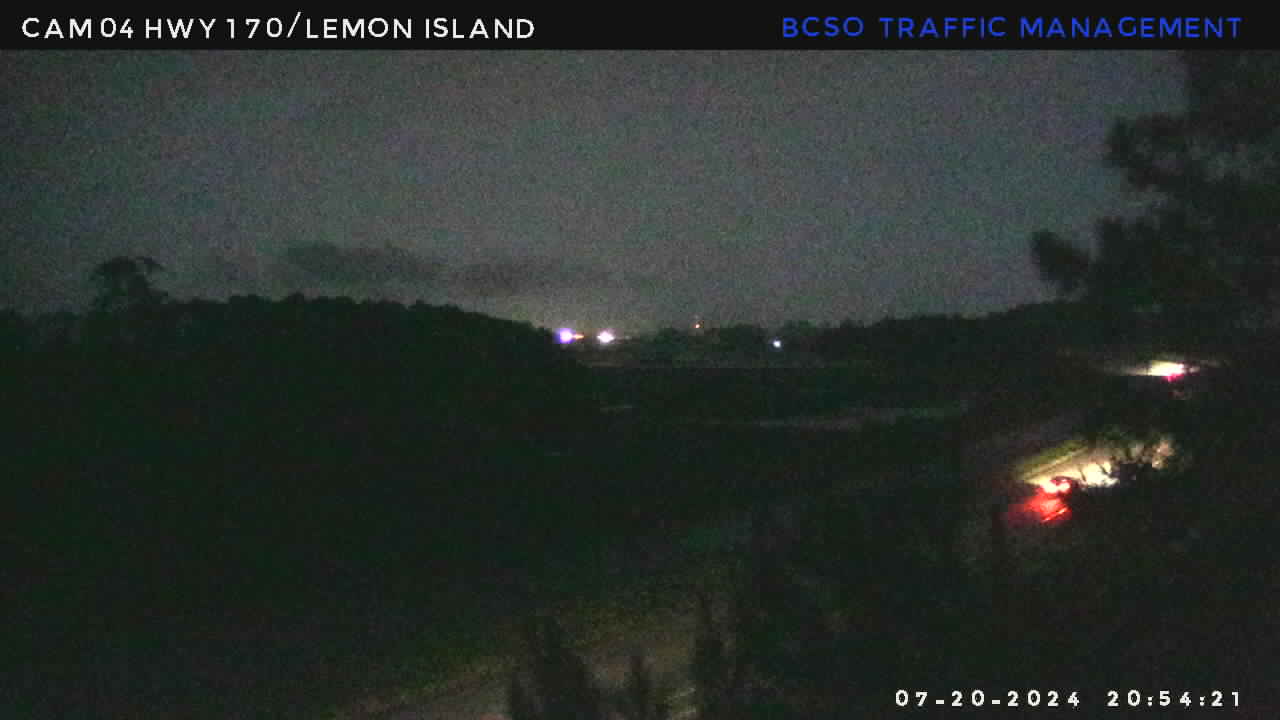 CAM04 HWY 170/LEMON ISLAND
BCSO TRAFFIC MANAGEMENT
07-20-2024 20:54:21